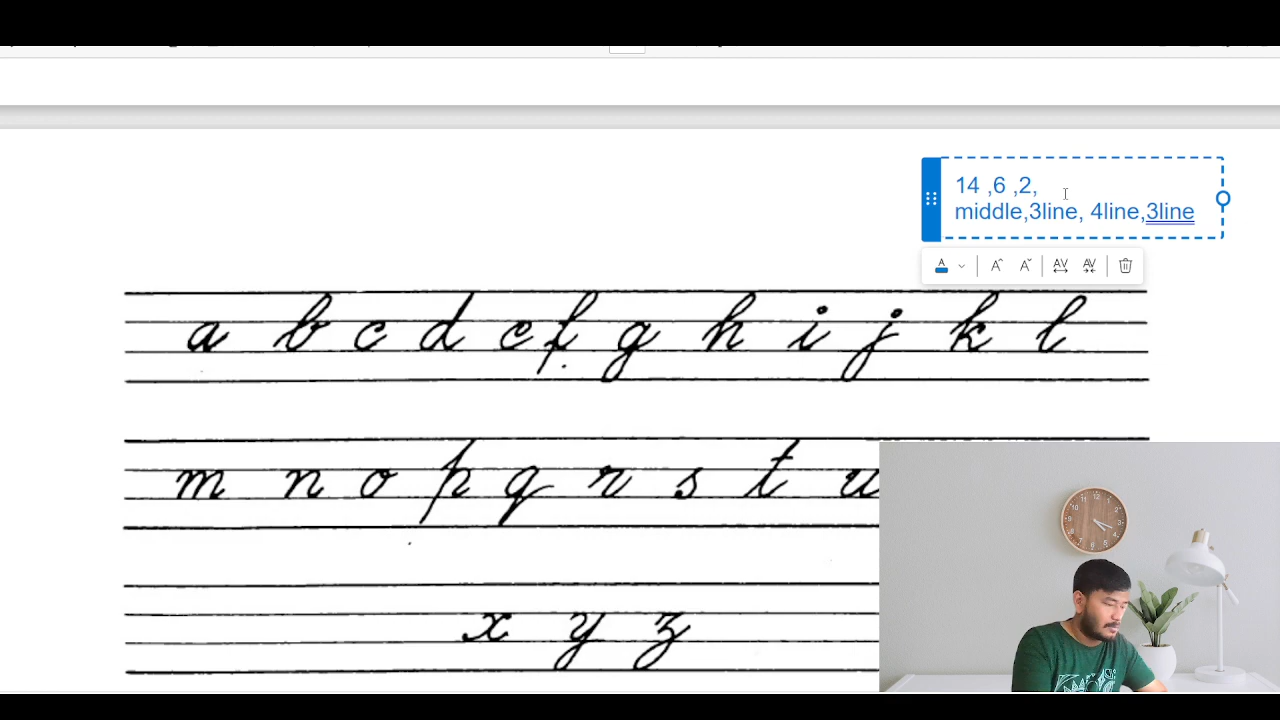 14 ,6 ,2,
middle,3line, 4line,3line
a b c d e f g h i j k l
m n o p q r s t u
x y z